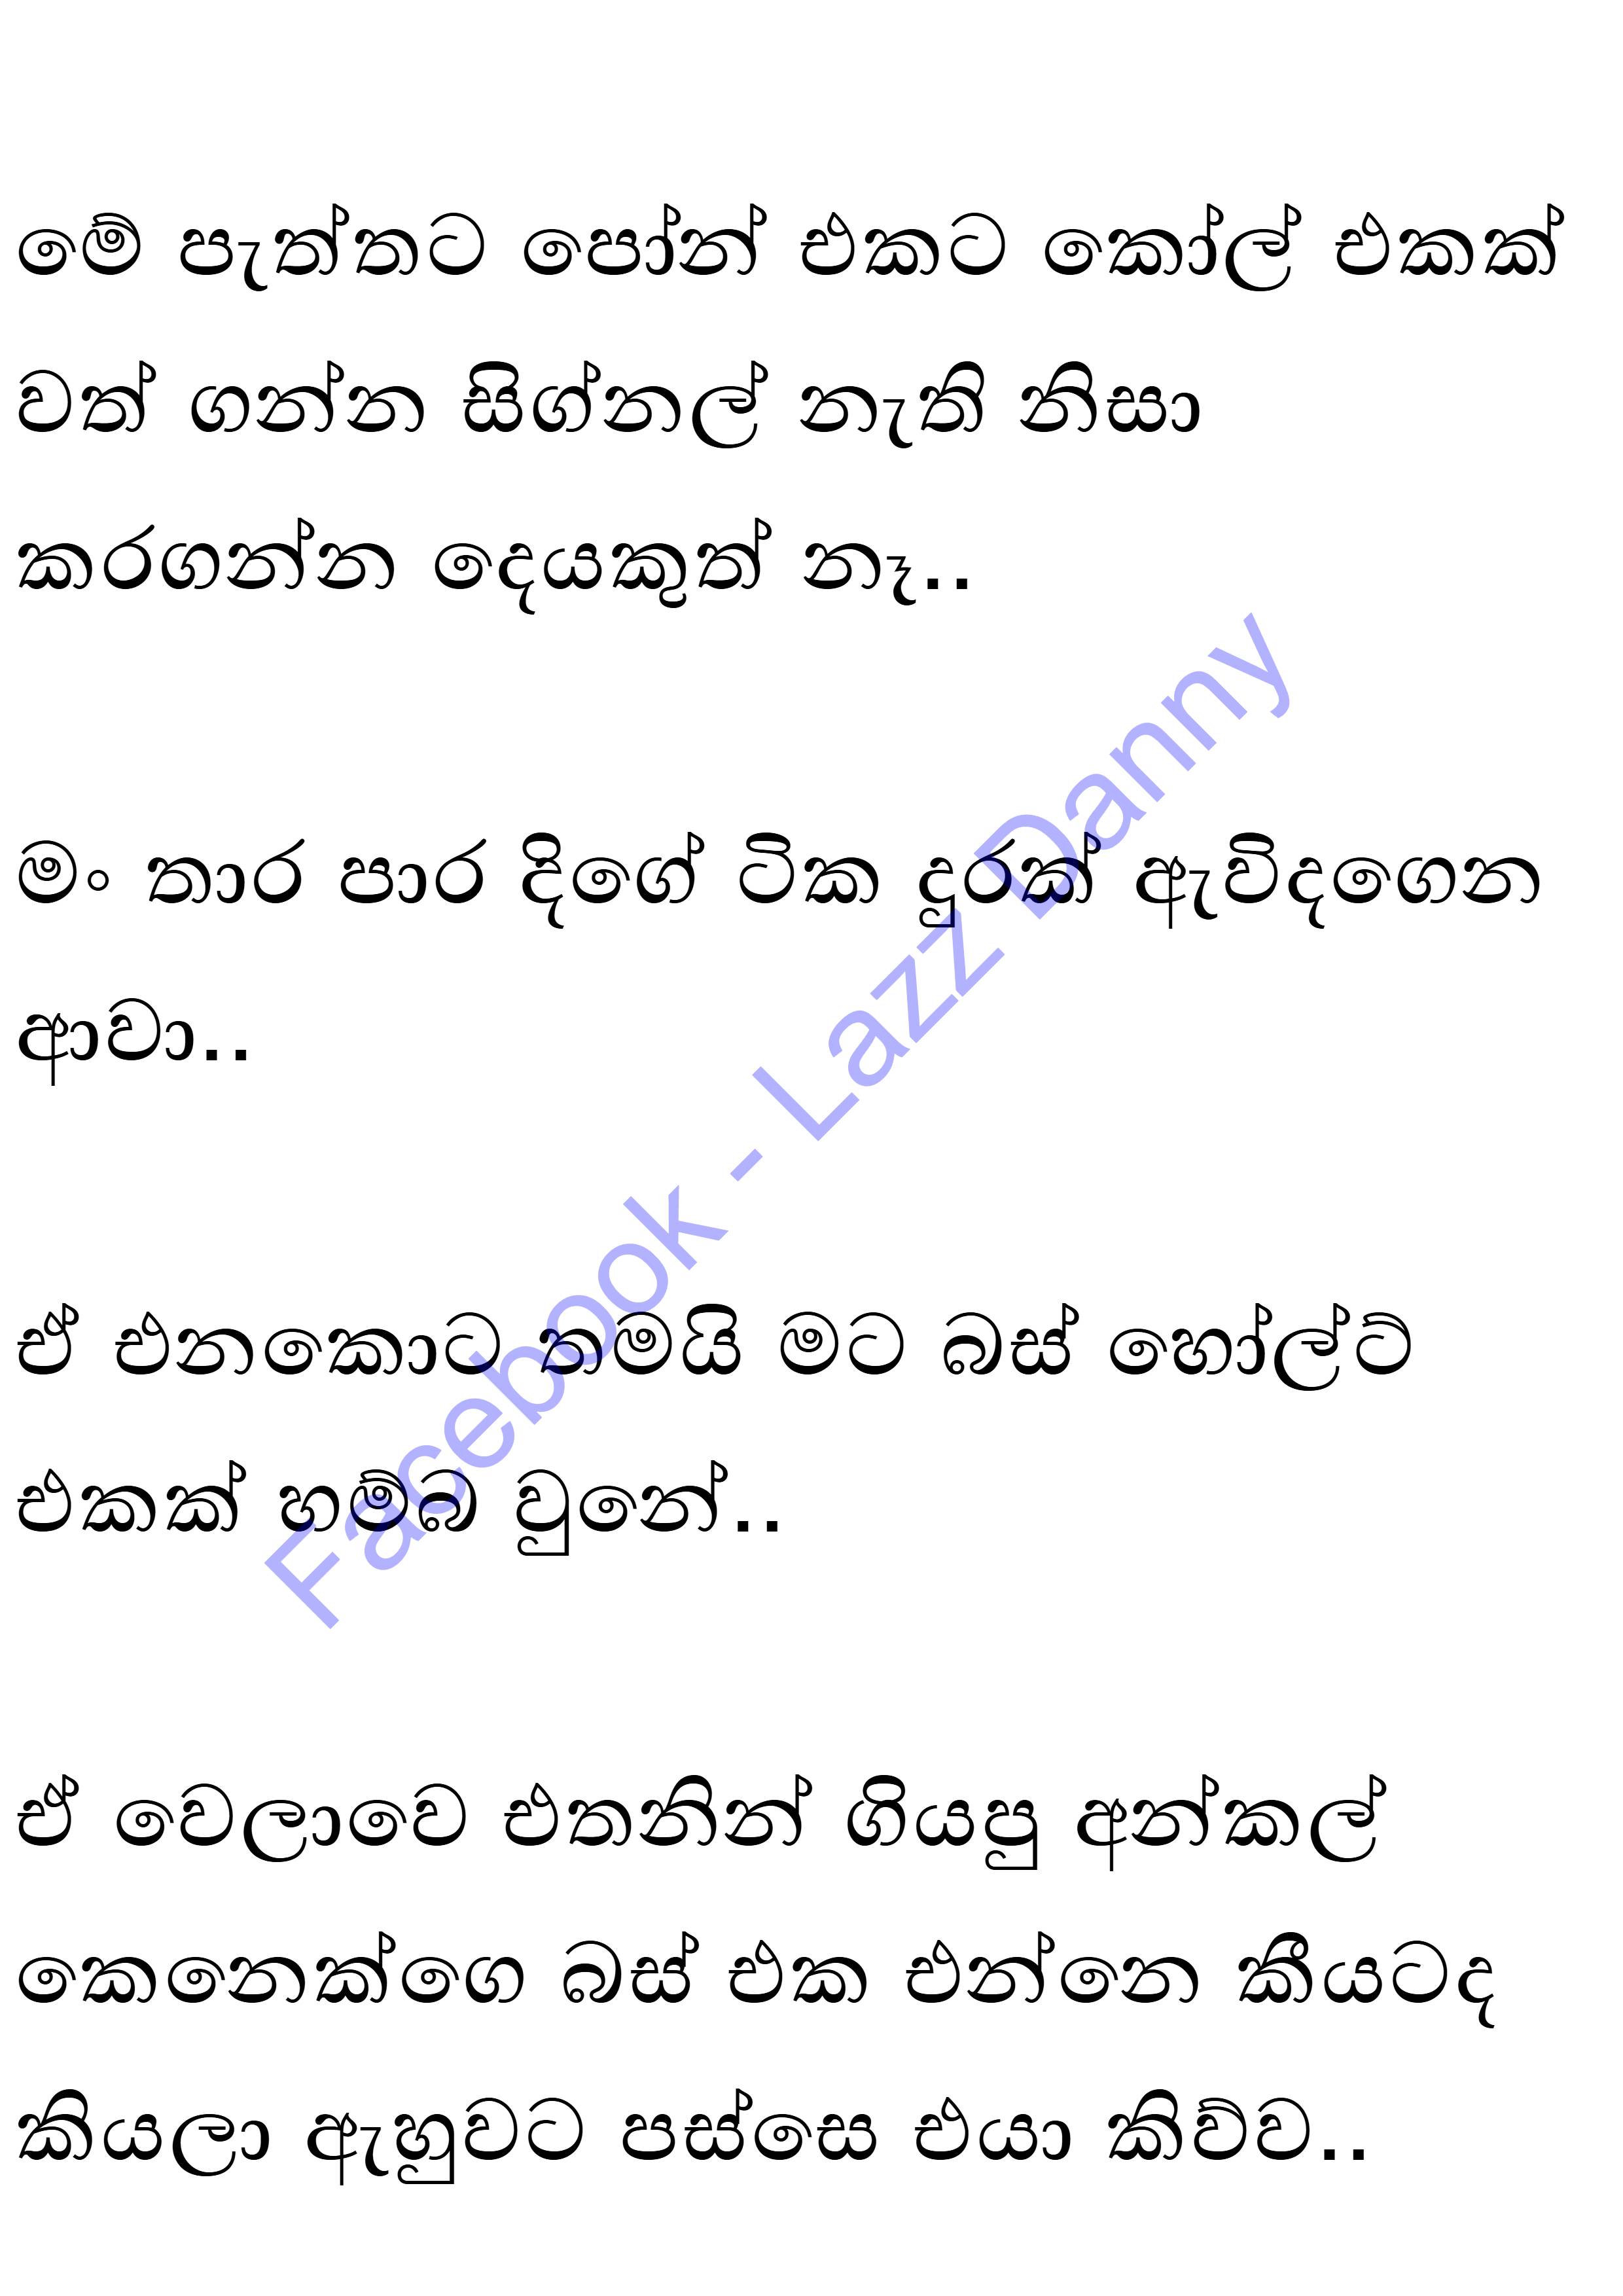 මේ පැත්තට පෝන් එකට කෝල් එකක්
වත් ගන්න සිග්නල් නැති නිසා
කරගන්න දෙයකුත් නෑ..
මං තාර පාර දිගේ ටික දුරක් ඇවිදගෙන
ආවා..
ඒ එනකොට තමයි මට බස් හෝල්ට්
එකක් හම්බ වුනේ..
ඒ වෙලාවෙ එතනින් ගියපු අන්කල්
කෙනෙක්ගෙ බස් එක එන්නෙ කීයටද
කියලා ඇහුවට පස්සෙ එයා කිව්ව..
Facebook - Lazz Danny